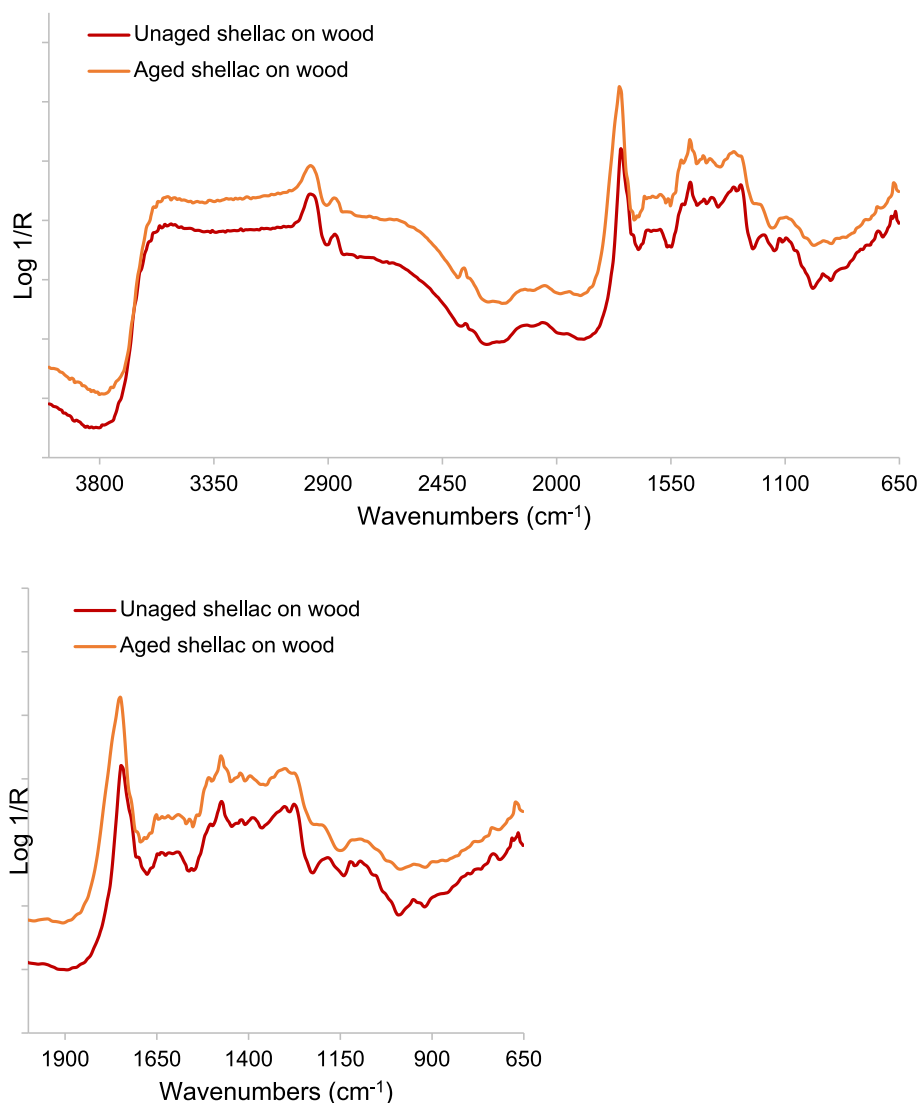 Unaged shellac on wood
Aged shellac on wood
Log 1/R
3800 3350 2900 2450 2000 1550 1100 650
Wavenumbers (cm⁻¹)
Unaged shellac on wood
Aged shellac on wood
Log 1/R
1900 1650 1400 1150 900 650
Wavenumbers (cm⁻¹)